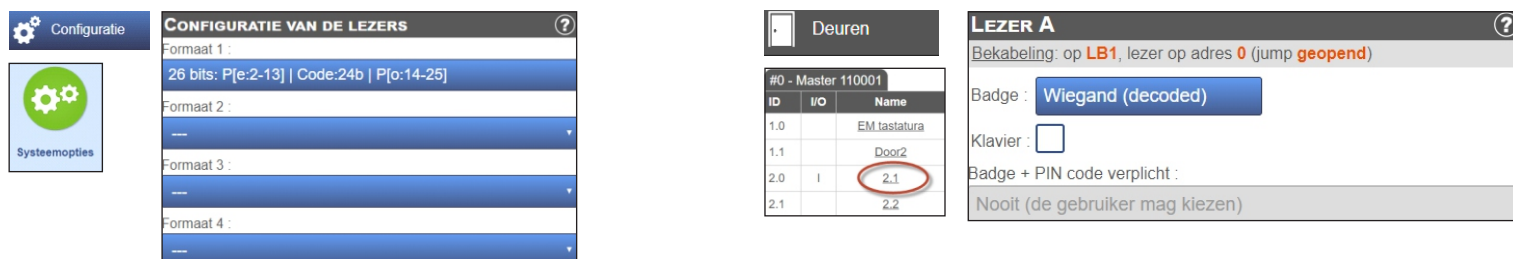 Configuratie
Systeemopties
CONFIGURATIE VAN DE LEZERS ?
Formaat 1 :
26 bits: P[e:2-13] | Code:24b | P[o:14-25]
Formaat 2 :
---
Formaat 3 :
---
Formaat 4 :
---
Deuren
#0 - Master 110001
ID I/O Name
1.0 EM tastatura
1.1 Door2
2.0 I 2.1
2.1 2.2
LEZER A ?
Bekabeling: op LB1, lezer op adres 0 (jump geopend)
Badge : Wiegand (decoded)
Klavier :
Badge + PIN code verplicht :
Nooit (de gebruiker mag kiezen)